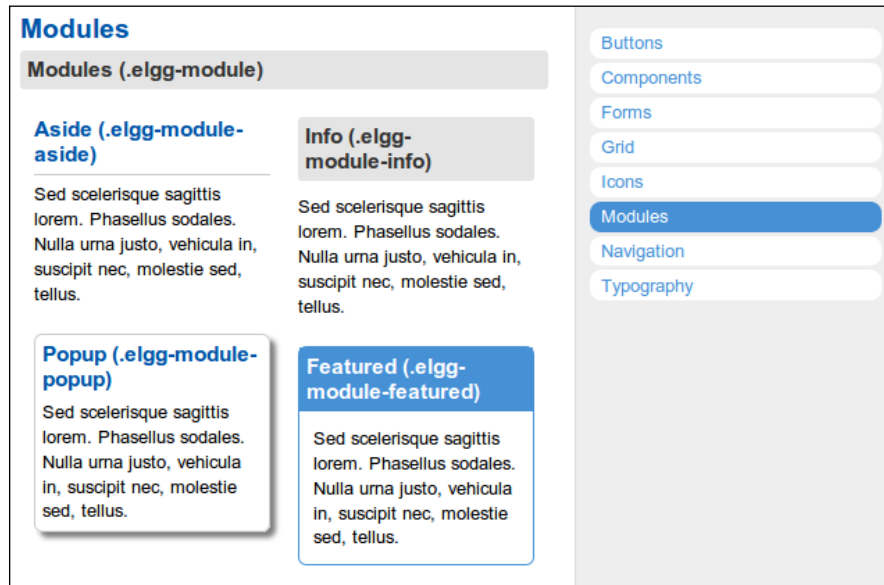 Modules
Modules (.elgg-module)
Aside (.elgg-module-
aside)
Sed scelerisque sagittis
lorem. Phasellus sodales.
Nulla urna justo, vehicula in,
suscipit nec, molestie sed,
tellus.
Info (.elgg-
module-info)
Sed scelerisque sagittis
lorem. Phasellus sodales.
Nulla urna justo, vehicula in,
suscipit nec, molestie sed,
tellus.
Popup (.elgg-module-
popup)
Sed scelerisque sagittis
lorem. Phasellus sodales.
Nulla urna justo, vehicula
in, suscipit nec, molestie
sed, tellus.
Featured (.elgg-
module-featured)
Sed scelerisque sagittis
lorem. Phasellus sodales.
Nulla urna justo, vehicula
in, suscipit nec, molestie
sed, tellus.
Buttons
Components
Forms
Grid
Icons
Modules
Navigation
Typography